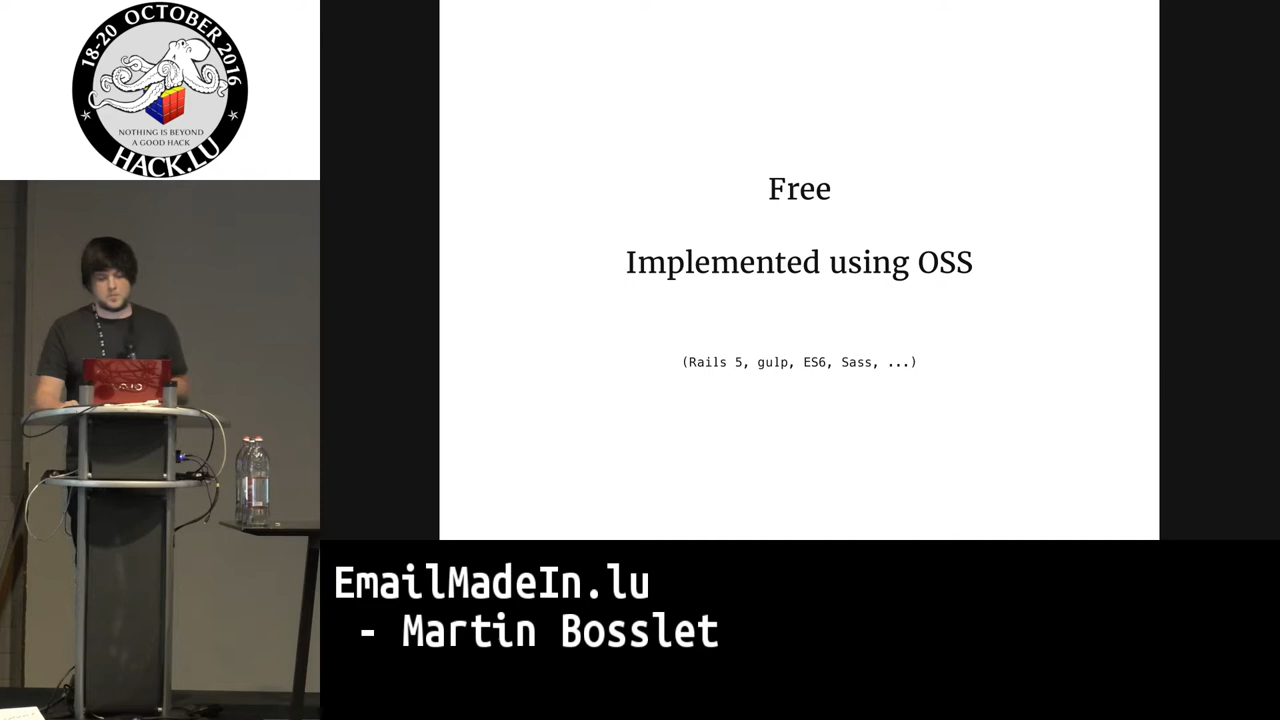 18-20 OCTOBER 2016
NOTHING IS BEYOND
A GOOD HACK
HACK.LU
Free
Implemented using OSS
(Rails 5, gulp, ES6, Sass, ...)
EmailMadeIn.lu
- Martin Bosslet